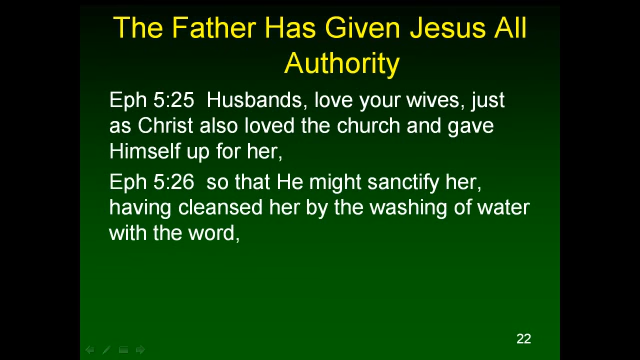 The Father Has Given Jesus All
Authority
Eph 5:25  Husbands, love your wives, just
as Christ also loved the church and gave
Himself up for her,
Eph 5:26  so that He might sanctify her,
having cleansed her by the washing of water
with the word,
22